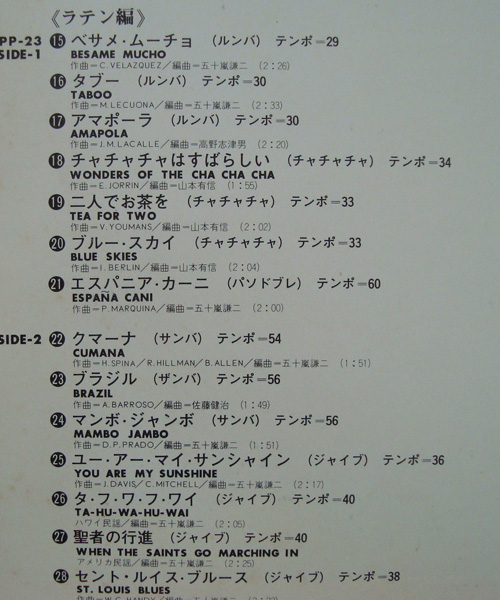 《ラテン編》
PP-23
SIDE-1
⑮ ベサメ・ムーチョ （ルンバ） テンポ=29
BESAME MUCHO
作曲=C.VELAZQUEZ／編曲=五十嵐謙二 （2:26）
⑯ タブー （ルンバ） テンポ=30
TABOO
作曲=M.LECUONA／編曲=五十嵐謙二 （2:33）
⑰ アマポーラ （ルンバ） テンポ=30
AMAPOLA
作曲=J.M.LACALLE／編曲=高野志津男 （2:20）
⑱ チャチャチャはすばらしい （チャチャチャ） テンポ=34
WONDERS OF THE CHA CHA CHA
作曲=E.JORRIN／編曲=山本有信 （1:55）
⑲ 二人でお茶を （チャチャチャ） テンポ=33
TEA FOR TWO
作曲=V.YOUMANS／編曲=山本有信 （2:02）
⑳ ブルー・スカイ （チャチャチャ） テンポ=33
BLUE SKIES
作曲=I.BERLIN／編曲=山本有信 （2:04）
㉑ エスパニア・カーニ （パソドブレ） テンポ=60
ESPAÑA CANI
作曲=P.MARQUINA／編曲=五十嵐謙二 （2:00）
SIDE-2 ㉒ クマーナ （サンバ） テンポ=54
CUMANA
作曲=H.SPINA／R.HILLMAN／B.ALLEN／編曲=五十嵐謙二 （1:51）
㉓ ブラジル （サンバ） テンポ=56
BRAZIL
作曲=A.BARROSO／編曲=佐藤健治 （1:49）
㉔ マンボ・ジャンボ （サンバ） テンポ=56
MAMBO JAMBO
作曲=D.P.PRADO／編曲=五十嵐謙二 （1:51）
㉕ ユー・アー・マイ・サンシャイン （ジャイブ） テンポ=36
YOU ARE MY SUNSHINE
作曲=J.DAVIS／C.MITCHELL／編曲=五十嵐謙二 （2:17）
㉖ タ・フ・ワ・フ・ワイ （ジャイブ） テンポ=40
TA-HU-WA-HU-WAI
ハワイ民謡／編曲=五十嵐謙二 （2:05）
㉗ 聖者の行進 （ジャイブ） テンポ=40
WHEN THE SAINTS GO MARCHING IN
アメリカ民謡／編曲=五十嵐謙二 （2:25）
㉘ セント・ルイス・ブルース （ジャイブ） テンポ=38
ST. LOUIS BLUES